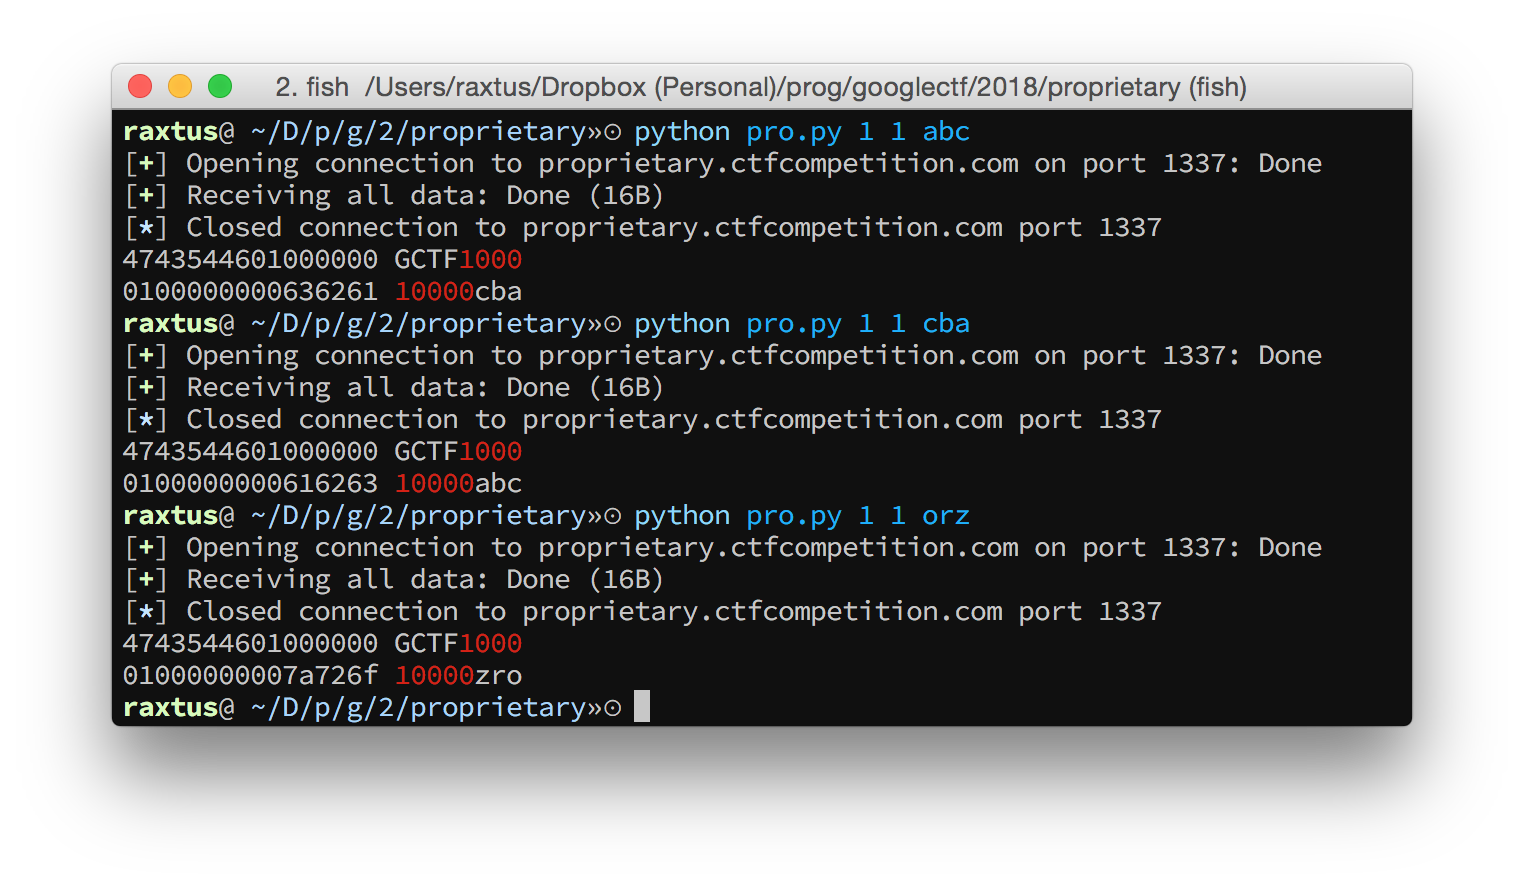 2. fish  /Users/raxtus/Dropbox (Personal)/prog/googlectf/2018/proprietary (fish)
raxtus@ ~/D/p/g/2/proprietary»⊙ python pro.py 1 1 abc
[+] Opening connection to proprietary.ctfcompetition.com on port 1337: Done
[+] Receiving all data: Done (16B)
[*] Closed connection to proprietary.ctfcompetition.com port 1337
4743544601000000 GCTF1000
0100000000636261 10000cba
raxtus@ ~/D/p/g/2/proprietary»⊙ python pro.py 1 1 cba
[+] Opening connection to proprietary.ctfcompetition.com on port 1337: Done
[+] Receiving all data: Done (16B)
[*] Closed connection to proprietary.ctfcompetition.com port 1337
4743544601000000 GCTF1000
0100000000616263 10000abc
raxtus@ ~/D/p/g/2/proprietary»⊙ python pro.py 1 1 orz
[+] Opening connection to proprietary.ctfcompetition.com on port 1337: Done
[+] Receiving all data: Done (16B)
[*] Closed connection to proprietary.ctfcompetition.com port 1337
4743544601000000 GCTF1000
01000000007a726f 10000zro
raxtus@ ~/D/p/g/2/proprietary»⊙